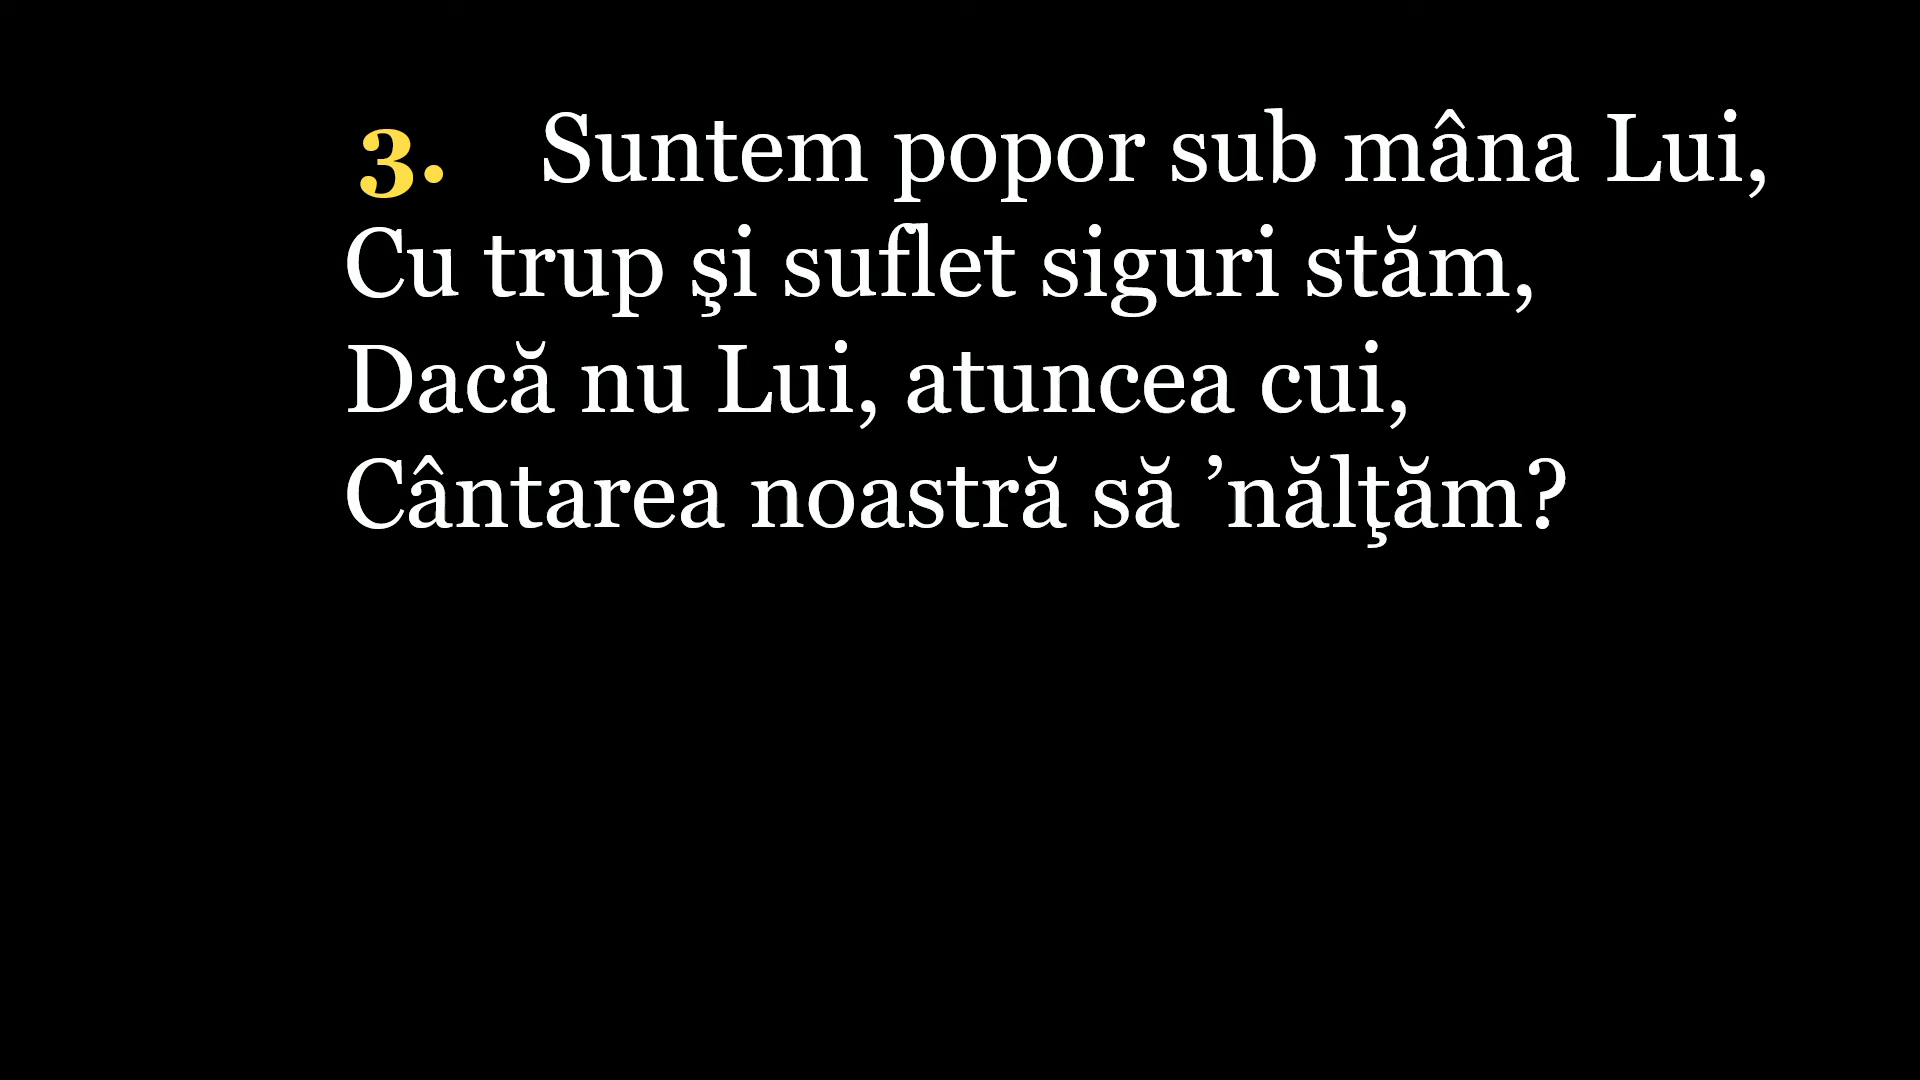 3. Suntem popor sub mâna Lui,
Cu trup şi suflet siguri stăm,
Dacă nu Lui, atuncea cui,
Cântarea noastră să ’nălţăm?